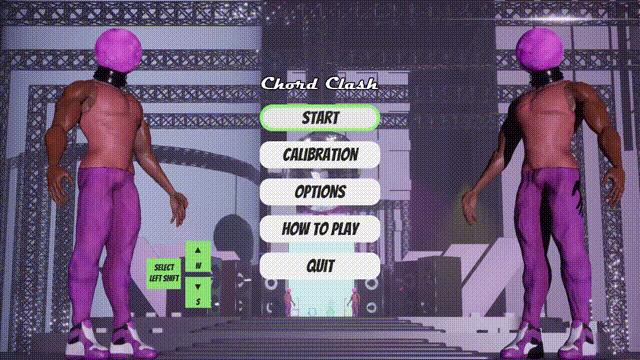 Chord Clash
START
CALIBRATION
OPTIONS
HOW TO PLAY
QUIT
▲
W
SELECT
LEFT SHIFT
▼
S